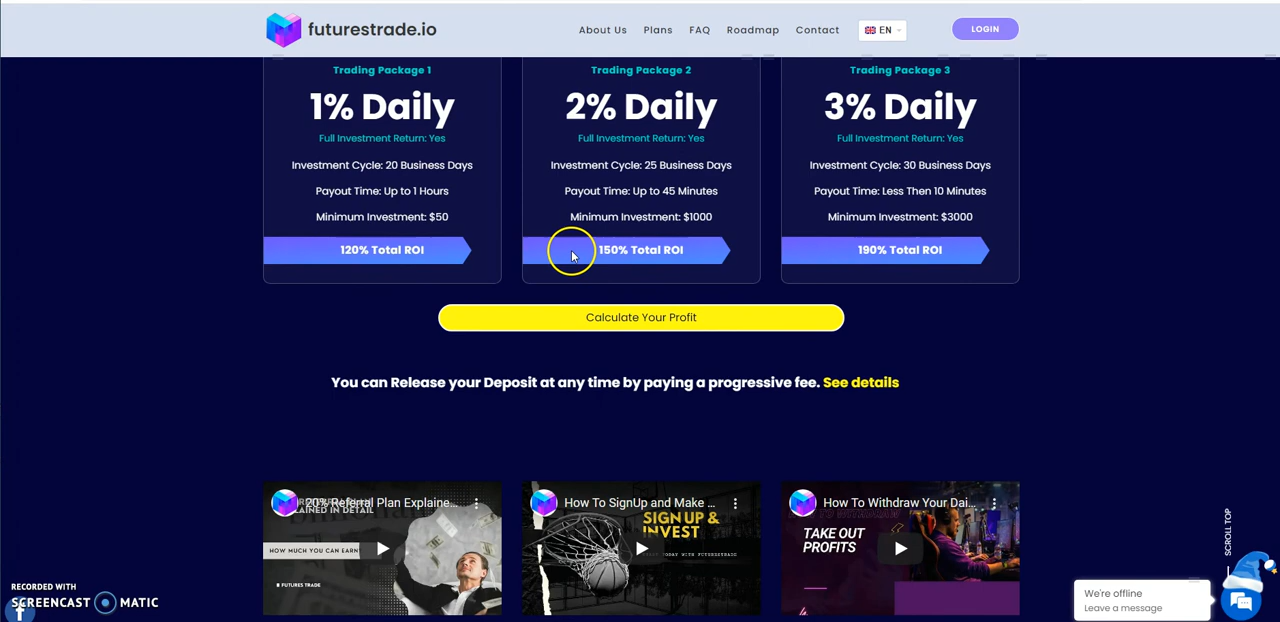 futurestrade.io
About Us Plans FAQ Roadmap Contact EN LOGIN
Trading Package 1
1% Daily
Full Investment Return: Yes
Investment Cycle: 20 Business Days
Payout Time: Up to 1 Hours
Minimum Investment: $50
120% Total ROI
Trading Package 2
2% Daily
Full Investment Return: Yes
Investment Cycle: 25 Business Days
Payout Time: Up to 45 Minutes
Minimum Investment: $1000
150% Total ROI
Trading Package 3
3% Daily
Full Investment Return: Yes
Investment Cycle: 30 Business Days
Payout Time: Less Then 10 Minutes
Minimum Investment: $3000
190% Total ROI
Calculate Your Profit
You can Release your Deposit at any time by paying a progressive fee. See details
20% Referral Plan Explaine...
HOW MUCH YOU CAN EARN
FUTURES TRADE
How To SignUp and Make ...
SIGN UP &
INVEST
How To Withdraw Your Dai...
TAKE OUT
PROFITS
SCROLL TOP
We're offline
Leave a message
RECORDED WITH
SCREENCAST MATIC